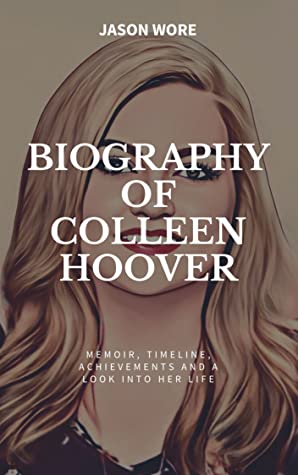 JASON WORE
BIOGRAPHY
OF
COLLEEN
HOOVER
MEMOIR, TIMELINE,
ACHIEVEMENTS AND A
LOOK INTO HER LIFE